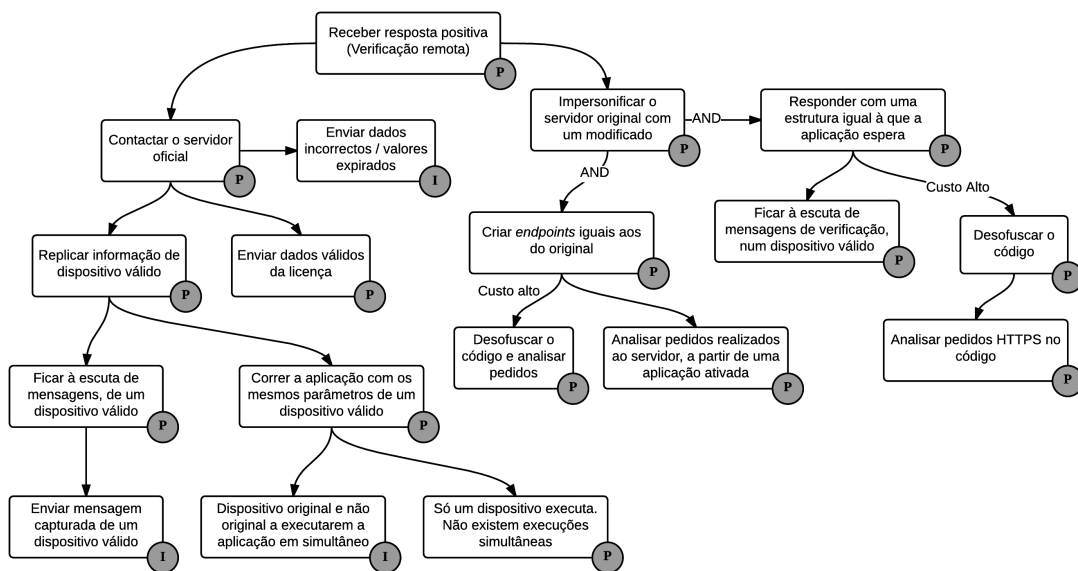 Receber resposta positiva
(Verificação remota)
P
Contactar o servidor
oficial
P
Enviar dados
incorrectos / valores
expirados
I
Impersonificar o
servidor original com
um modificado
P
AND
Responder com uma
estrutura igual à que a
aplicação espera
P
AND
Custo Alto
Replicar informação de
dispositivo válido
P
Enviar dados válidos
da licença
P
Criar endpoints iguais aos
do original
P
Ficar à escuta de
mensagens de verificação,
num dispositivo válido
P
Desofuscar o
código
P
Custo alto
Desofuscar o
código e analisar
pedidos
P
Analisar pedidos realizados
ao servidor, a partir de uma
aplicação ativada
P
Analisar pedidos HTTPS no
código
P
Ficar à escuta de
mensagens, de um
dispositivo válido
P
Correr a aplicação com os
mesmos parâmetros de um
dispositivo válido
P
Enviar mensagem
capturada de um
dispositivo válido
I
Dispositivo original e não
original a executarem a
aplicação em simultâneo
I
Só um dispositivo executa.
Não existem execuções
simultâneas
P